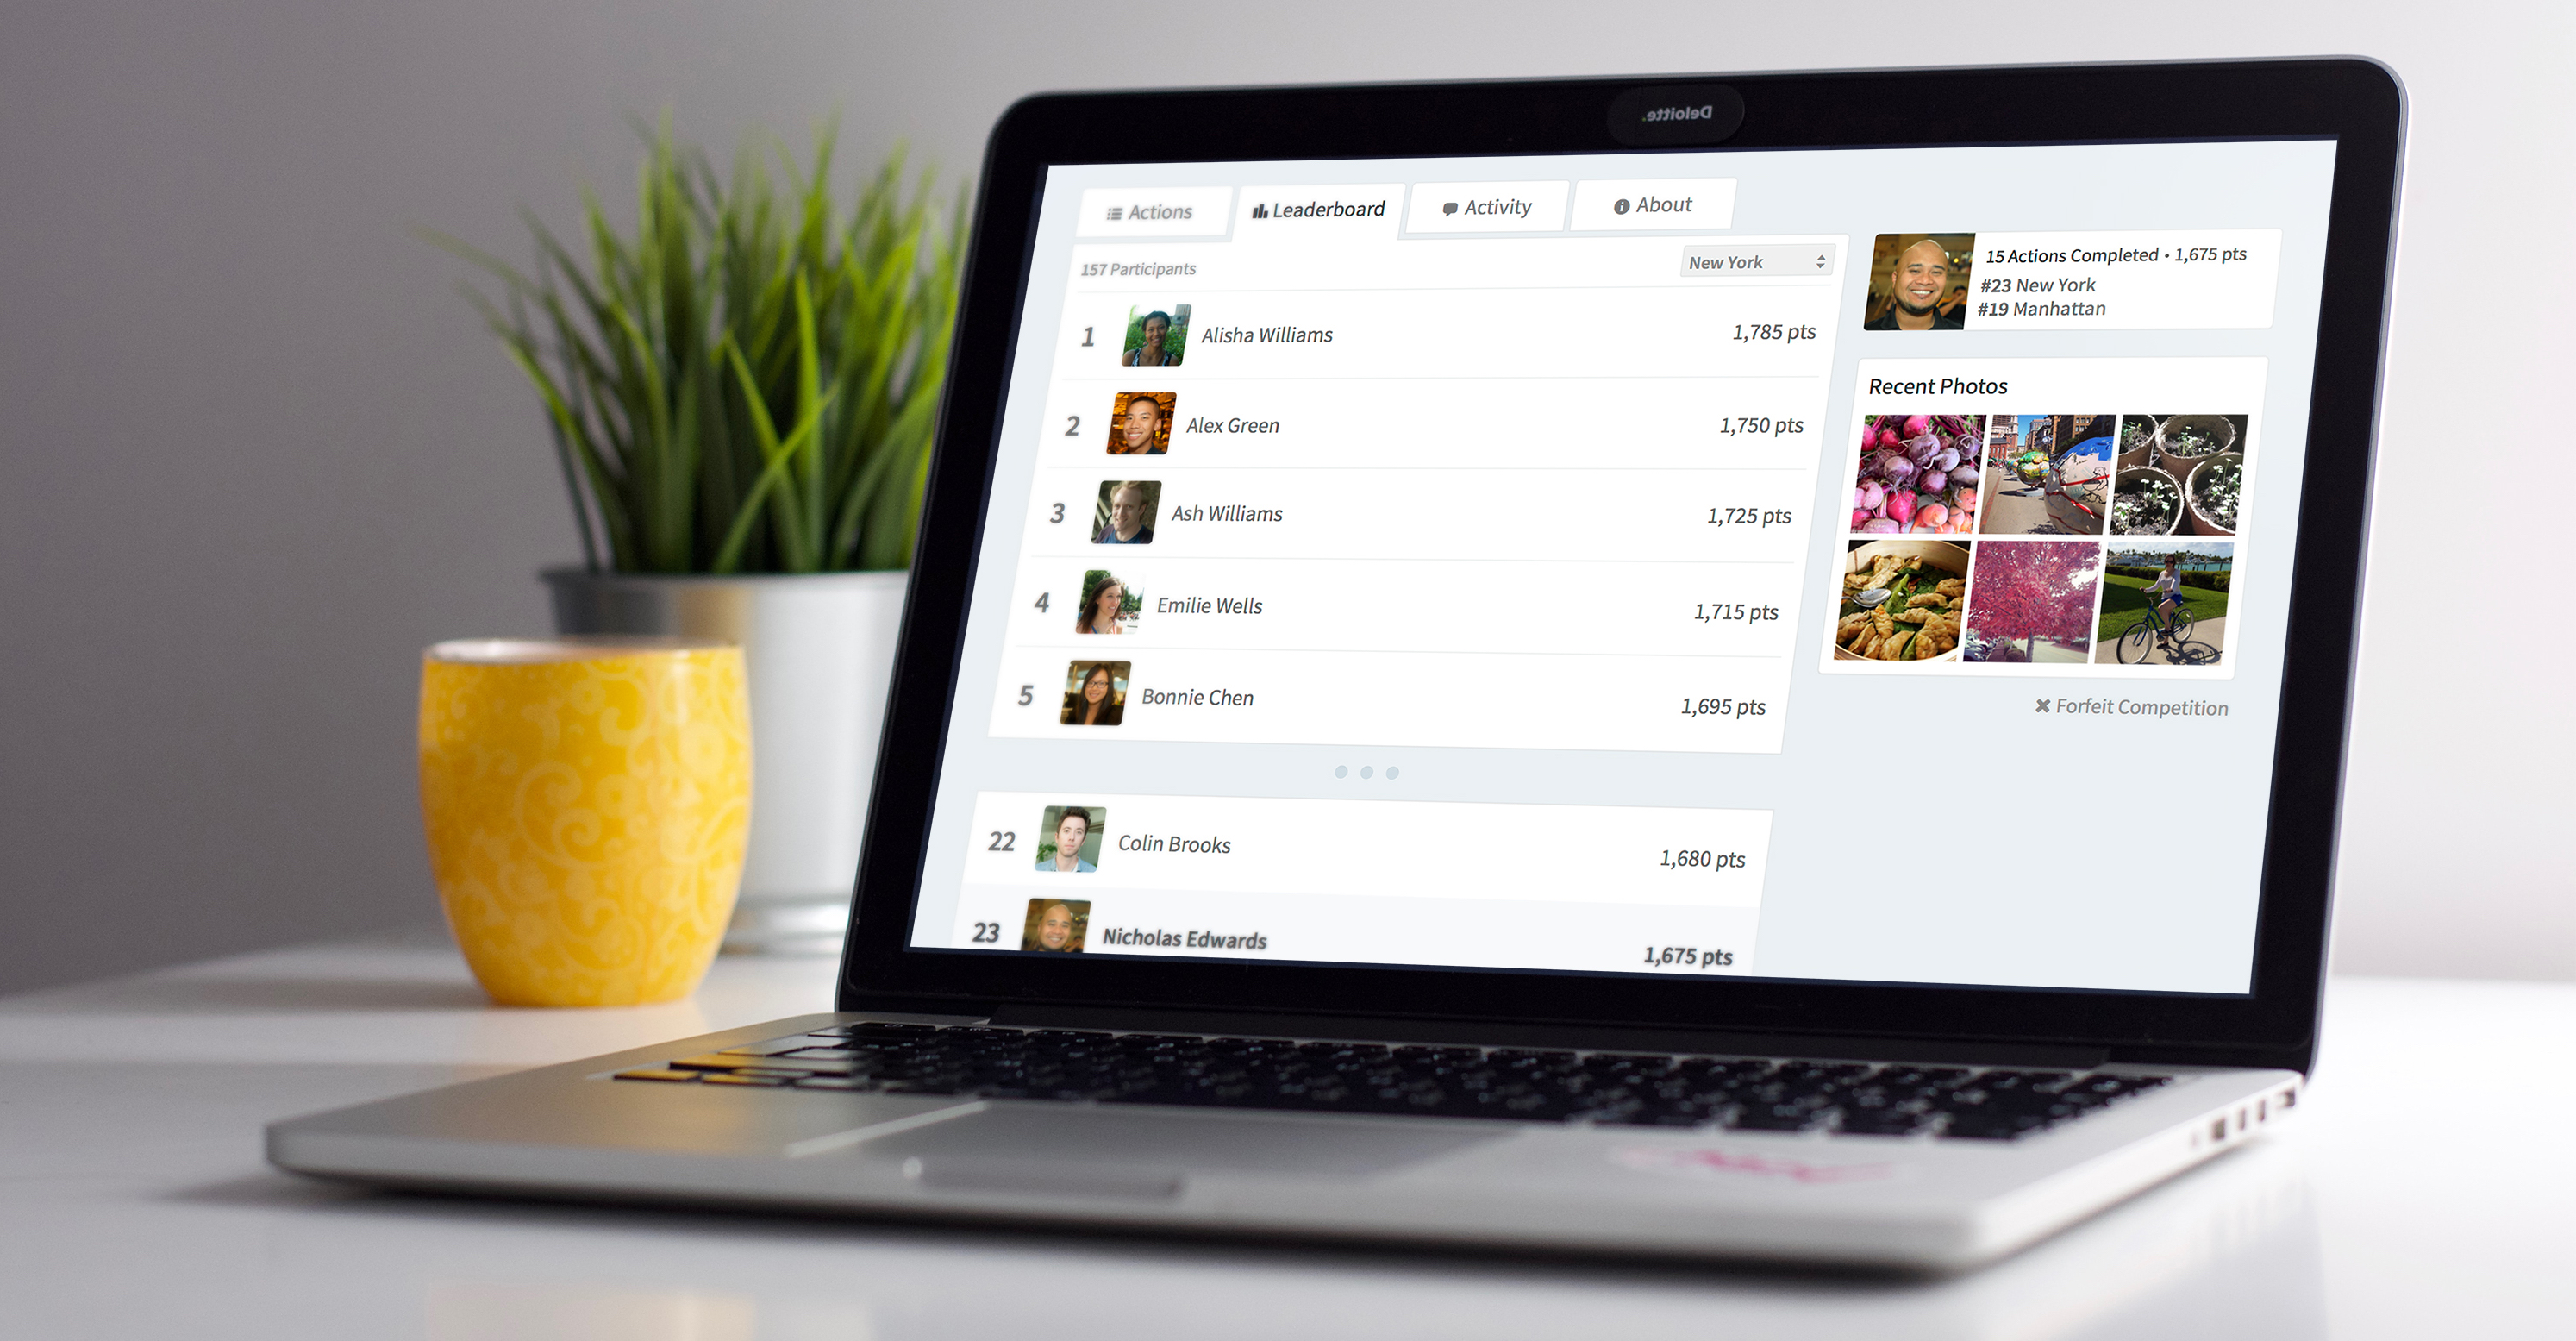 Deloitte.
Actions
Leaderboard
Activity
About
157 Participants
New York
1 Alisha Williams 1,785 pts
2 Alex Green 1,750 pts
3 Ash Williams 1,725 pts
4 Emilie Wells 1,715 pts
5 Bonnie Chen 1,695 pts
22 Colin Brooks 1,680 pts
23 Nicholas Edwards 1,675 pts
15 Actions Completed • 1,675 pts
#23 New York
#19 Manhattan
Recent Photos
Forfeit Competition